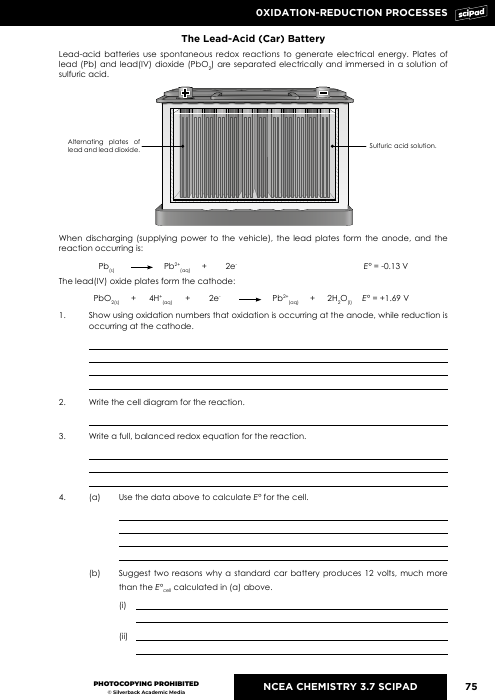 OXIDATION-REDUCTION PROCESSES
scipad
The Lead-Acid (Car) Battery
Lead-acid batteries use spontaneous redox reactions to generate electrical energy. Plates of
lead (Pb) and lead(IV) dioxide (PbO₂) are separated electrically and immersed in a solution of
sulfuric acid.
+
−
Alternating plates of
lead and lead dioxide.
Sulfuric acid solution.
When discharging (supplying power to the vehicle), the lead plates form the anode, and the
reaction occurring is:
Pb(s) ⟶ Pb²⁺(aq) + 2e⁻ E° = -0.13 V
The lead(IV) oxide plates form the cathode:
PbO₂(s) + 4H⁺(aq) + 2e⁻ ⟶ Pb²⁺(aq) + 2H₂O(l) E° = +1.69 V
1. Show using oxidation numbers that oxidation is occurring at the anode, while reduction is
occurring at the cathode.
2. Write the cell diagram for the reaction.
3. Write a full, balanced redox equation for the reaction.
4. (a) Use the data above to calculate E° for the cell.
(b) Suggest two reasons why a standard car battery produces 12 volts, much more
than the E°cell calculated in (a) above.
(i)
(ii)
PHOTOCOPYING PROHIBITED
© Silverback Academic Media
NCEA CHEMISTRY 3.7 SCIPAD
75